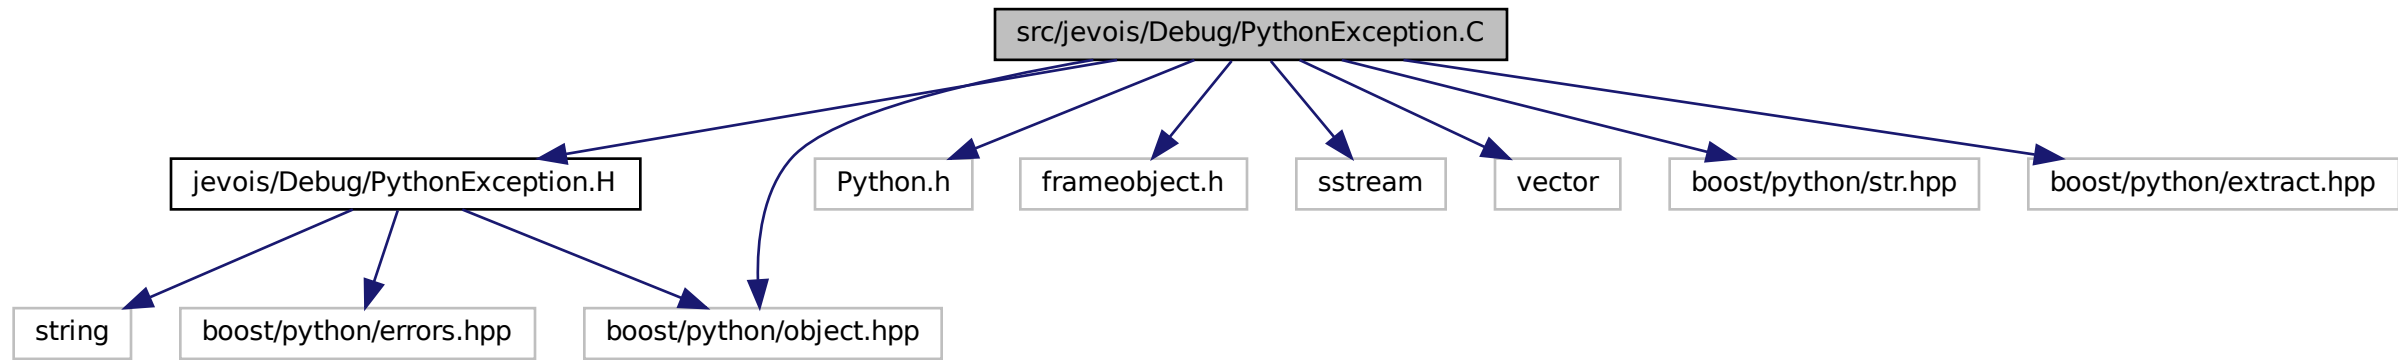 src/jevois/Debug/PythonException.C
jevois/Debug/PythonException.H
Python.h
frameobject.h
sstream
vector
boost/python/str.hpp
boost/python/extract.hpp
string
boost/python/errors.hpp
boost/python/object.hpp